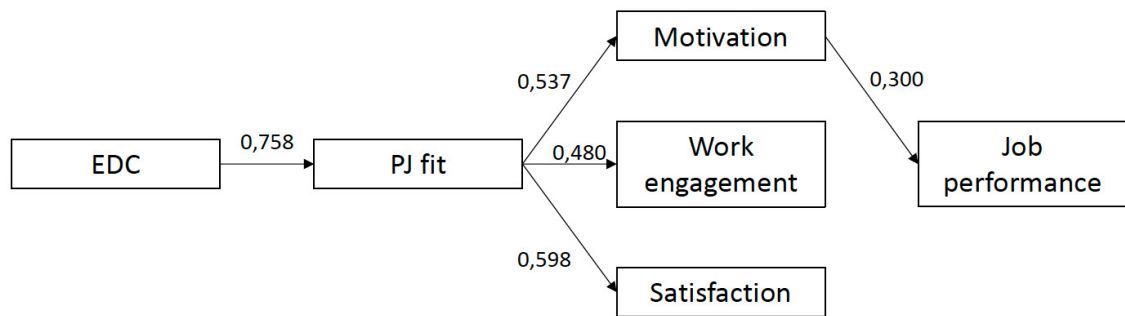 Motivation
0,537
0,300
0,758
EDC
PJ fit
0,480
Work
engagement
Job
performance
0,598
Satisfaction